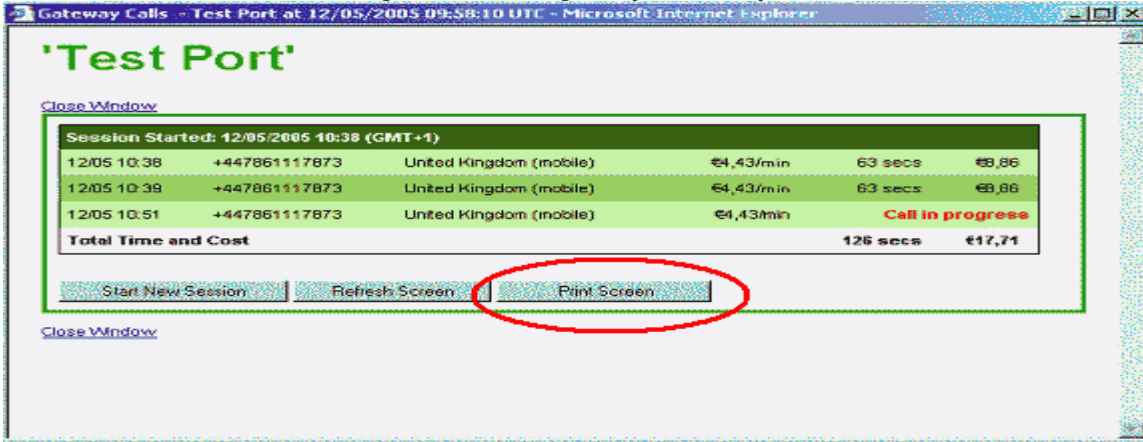 Gateway Calls - Test Port at 12/05/2005 09:58:10 UTC - Microsoft Internet Explorer
'Test Port'
Close Window
Session Started: 12/05/2005 10:38 (GMT+1)
12/05 10:38 +447861117873 United Kingdom (mobile) €4,43/min 63 secs €8,86
12/05 10:39 +447861117873 United Kingdom (mobile) €4,43/min 63 secs €8,86
12/05 10:51 +447861117873 United Kingdom (mobile) €4,43/min Call in progress
Total Time and Cost 126 secs €17,71
Start New Session Refresh Screen Print Screen
Close Window